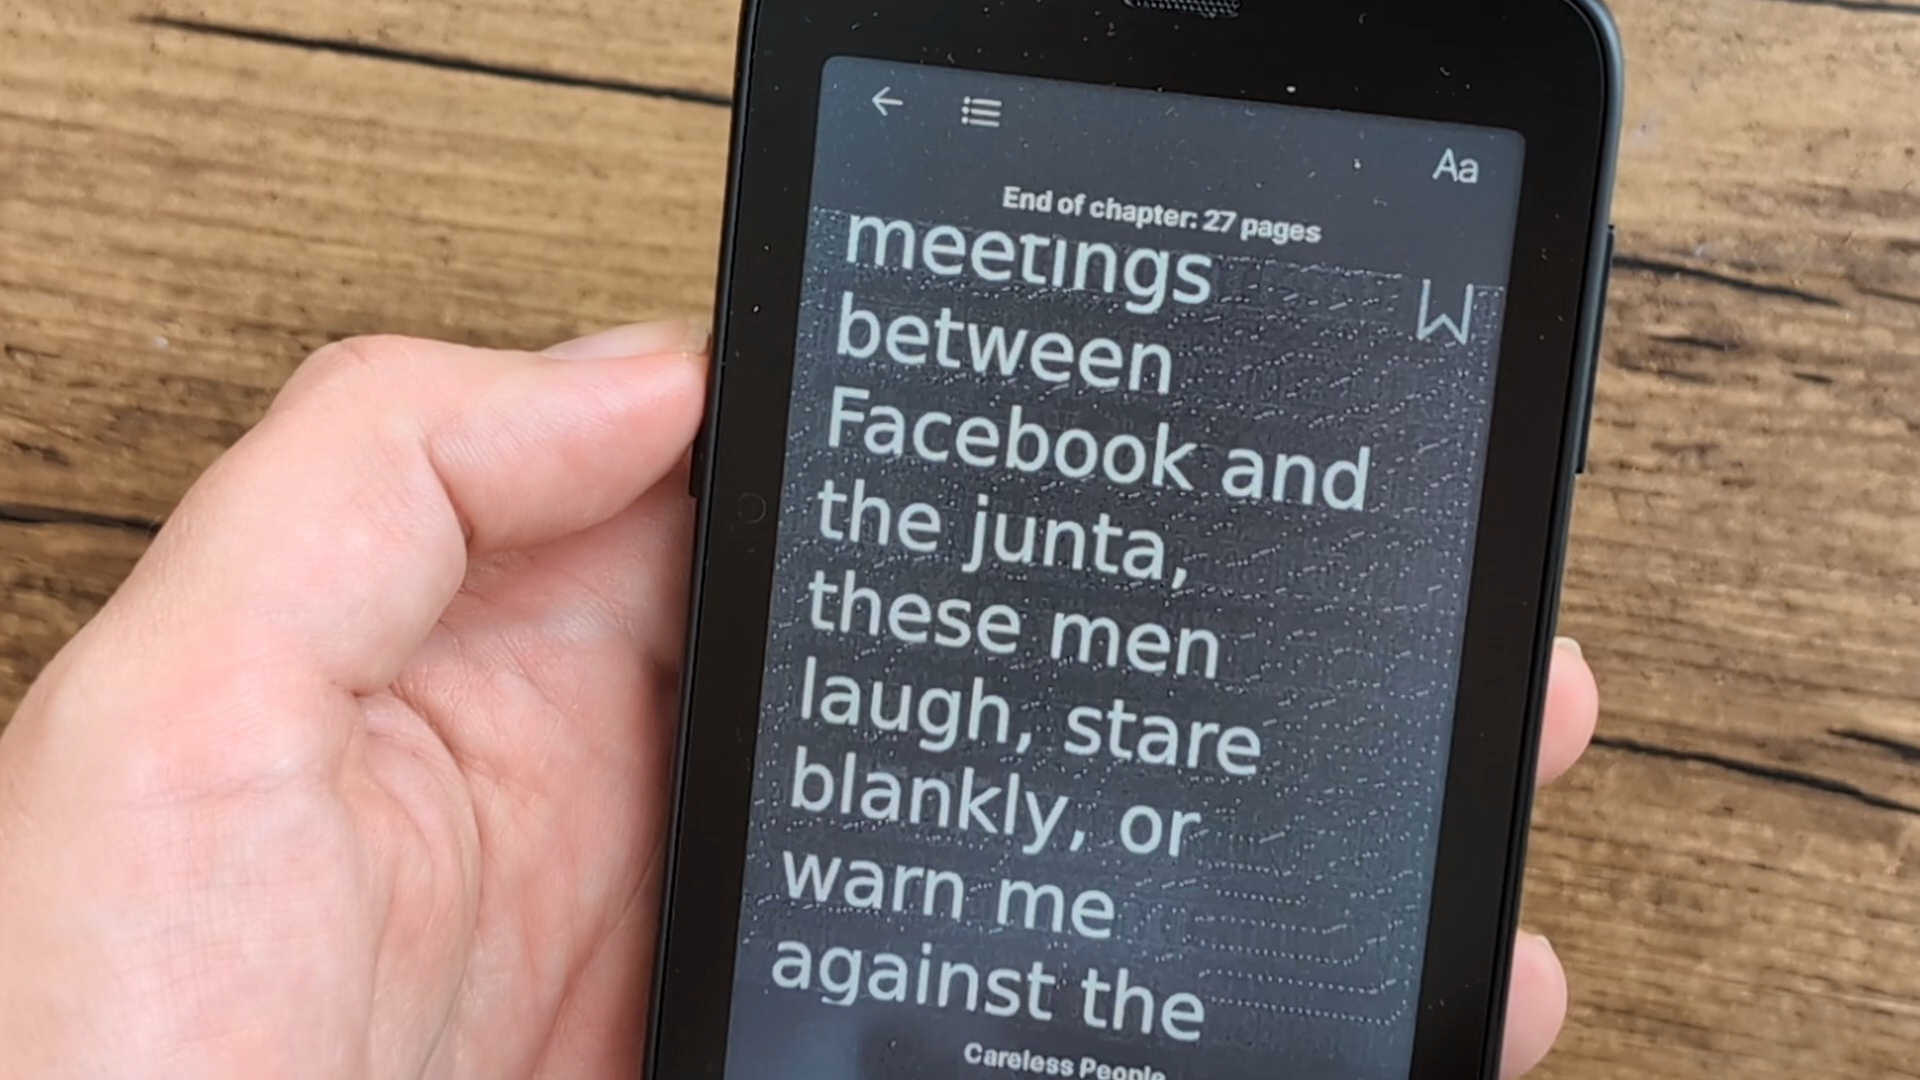 Aa
End of chapter: 27 pages
meetings
between
Facebook and
the junta,
these men
laugh, stare
blankly, or
warn me
against the
Careless People